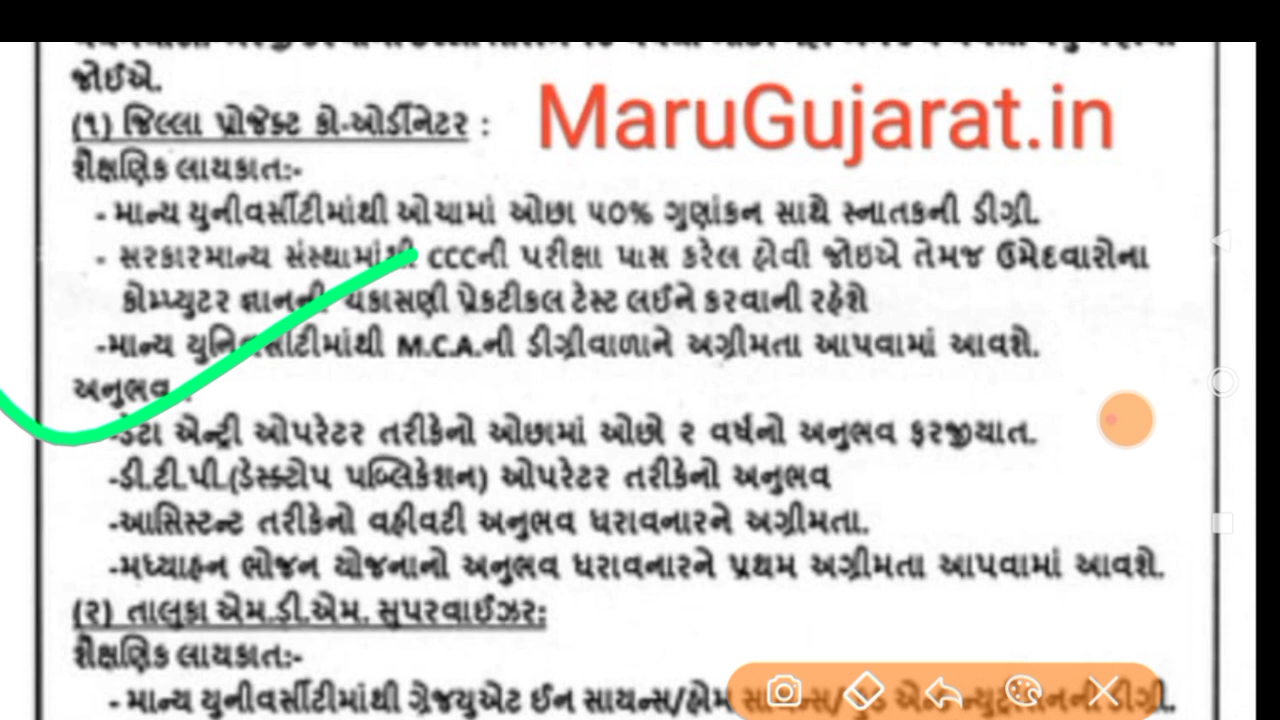 જોઈએ.
MaruGujarat.in
(૧) જિલ્લા પ્રોજેક્ટ કો-ઓર્ડીનેટર :
શૈક્ષણિક લાયકાત:-
- માન્ય યુનીવર્સીટીમાંથી ઓચામાં ઓછા ૫૦% ગુણાંકન સાથે સ્નાતકની ડીગ્રી.
- સરકારમાન્ય સંસ્થામાંથી CCCની પરીક્ષા પાસ કરેલ હોવી જોઇએ તેમજ ઉમેદવારોના
કોમ્પ્યુટર જ્ઞાનની ચકાસણી પ્રેક્ટીકલ ટેસ્ટ લઈને કરવાની રહેશે
-માન્ય યુનિવર્સીટીમાંથી M.C.A.ની ડીગ્રીવાળાને અગ્રીમતા આપવામાં આવશે.
અનુભવ :
-ડેટા એન્ટ્રી ઓપરેટર તરીકેનો ઓછામાં ઓછો ૨ વર્ષનો અનુભવ ફરજીયાત.
-ડી.ટી.પી.(ડેસ્કટોપ પબ્લિકેશન) ઓપરેટર તરીકેનો અનુભવ
-આસિસ્ટન્ટ તરીકેનો વહીવટી અનુભવ ધરાવનારને અગ્રીમતા.
-મધ્યાહન ભોજન યોજનાનો અનુભવ ધરાવનારને પ્રથમ અગ્રીમતા આપવામાં આવશે.
(૨) તાલુકા એમ.ડી.એમ. સુપરવાઈઝર:
શૈક્ષણિક લાયકાત:-
- માન્ય યુનીવર્સીટીમાંથી ગ્રેજયુએટ ઈન સાયન્સ/હોમ ડીગ્રી.